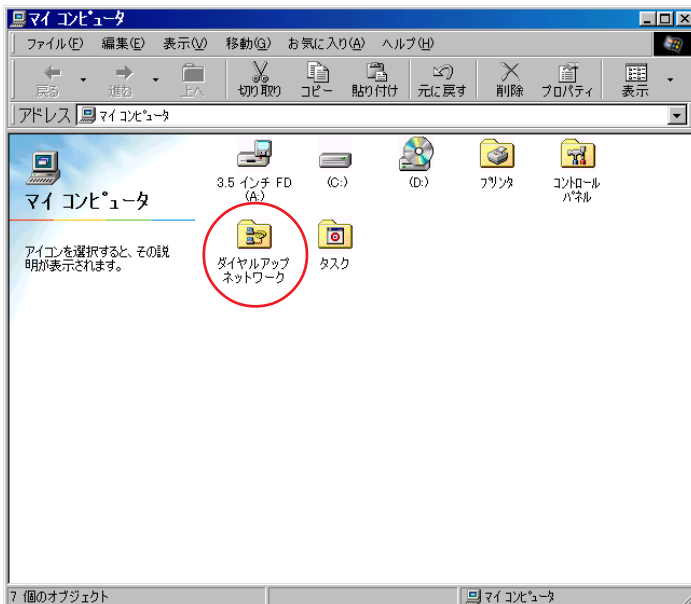 マイ コンピュータ
ファイル(F) 編集(E) 表示(V) 移動(G) お気に入り(A) ヘルプ(H)
戻る 進む 上へ 切り取り コピー 貼り付け 元に戻す 削除 プロパティ 表示
アドレス マイ コンピュータ
マイ コンピュータ
アイコンを選択すると、その説
明が表示されます。
3.5 インチ FD
(A:)
(C:)
(D:)
プリンタ
コントロール
パネル
ダイヤルアップ
ネットワーク
タスク
7 個のオブジェクト
マイ コンピュータ